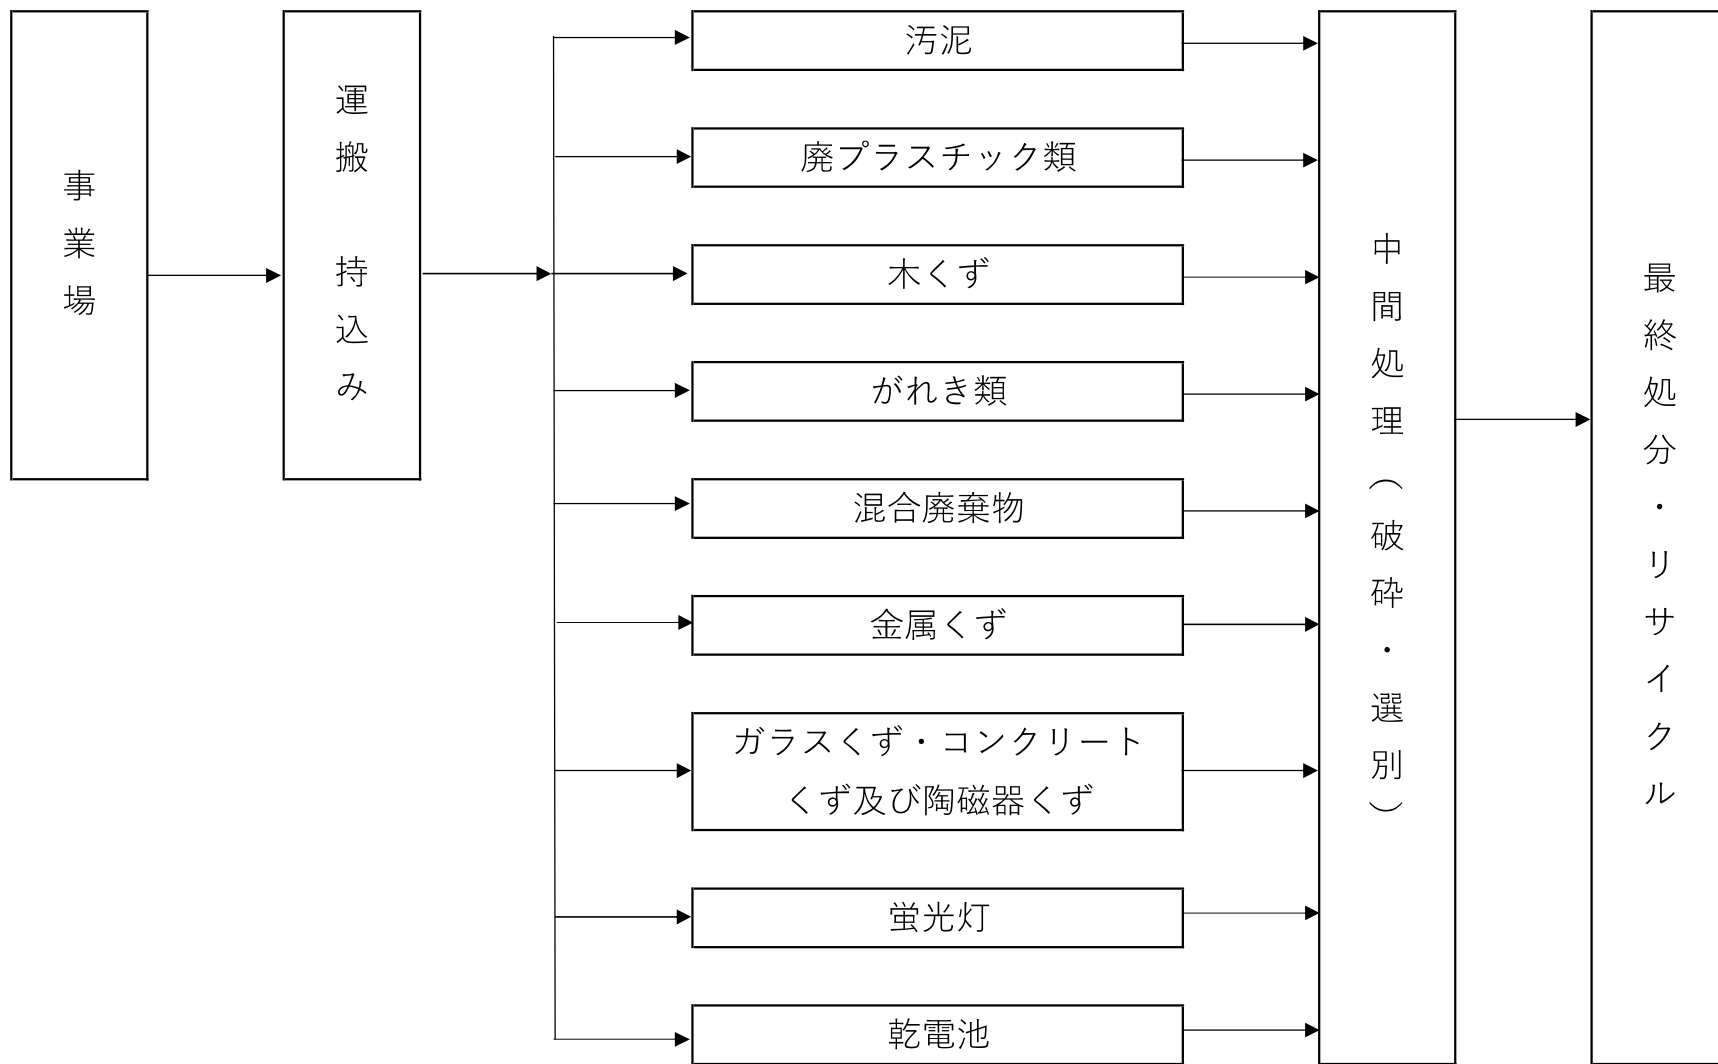 事業場
運搬　持込み
汚泥
廃プラスチック類
木くず
がれき類
混合廃棄物
金属くず
ガラスくず・コンクリート
くず及び陶磁器くず
蛍光灯
乾電池
中間処理（破砕・選別）
最終処分・リサイクル